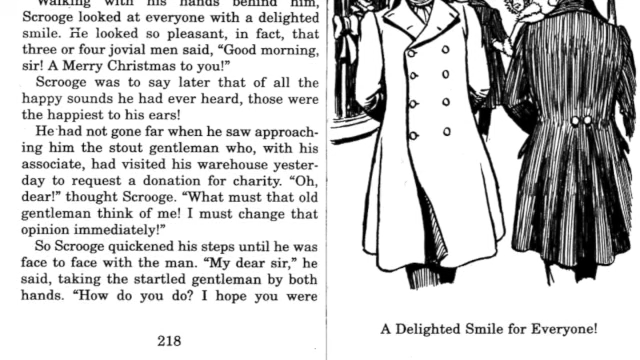 Walking with his hands behind him,
Scrooge looked at everyone with a delighted
smile. He looked so pleasant, in fact, that
three or four jovial men said, “Good morning,
sir! A Merry Christmas to you!”
Scrooge was to say later that of all the
happy sounds he had ever heard, those were
the happiest to his ears!
He had not gone far when he saw approach-
ing him the stout gentleman who, with his
associate, had visited his warehouse yester-
day to request a donation for charity. “Oh,
dear!” thought Scrooge. “What must that old
gentleman think of me! I must change that
opinion immediately!”
So Scrooge quickened his steps until he was
face to face with the man. “My dear sir,” he
said, taking the startled gentleman by both
hands. “How do you do? I hope you were
218
A Delighted Smile for Everyone!